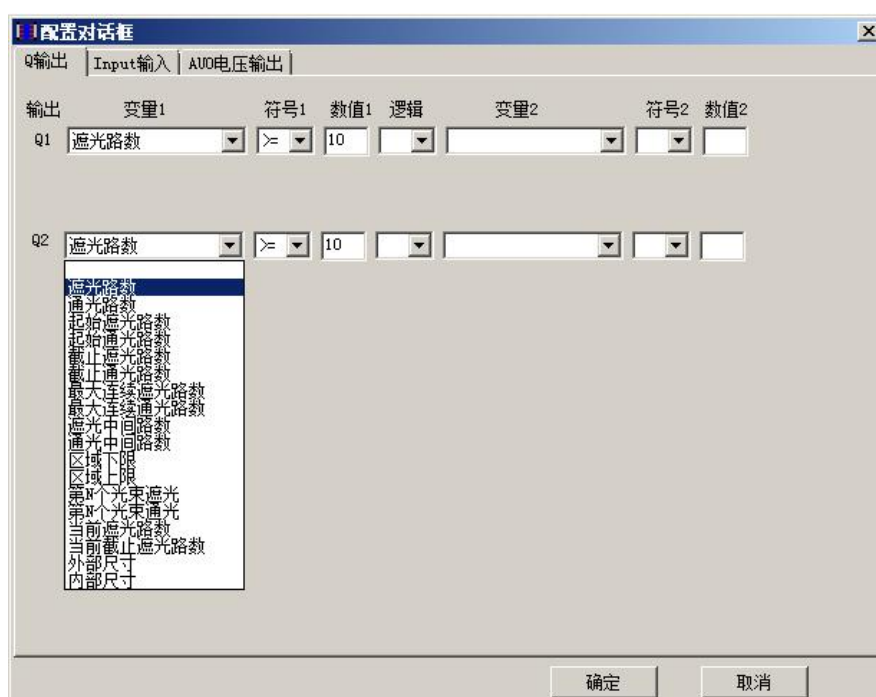 配置对话框
Q输出 Input输入 AUO电压输出
输出 变量1 符号1 数值1 逻辑 变量2 符号2 数值2
Q1 遮光路数 >= 10
Q2 遮光路数 >= 10
遮光路数
通光路数
起始遮光路数
起始通光路数
截止遮光路数
截止通光路数
最大连续遮光路数
最大连续通光路数
遮光中间路数
通光中间路数
区域下限
区域上限
第N个光束遮光
第N个光束通光
当前遮光路数
当前截止遮光路数
外部尺寸
内部尺寸
确定 取消